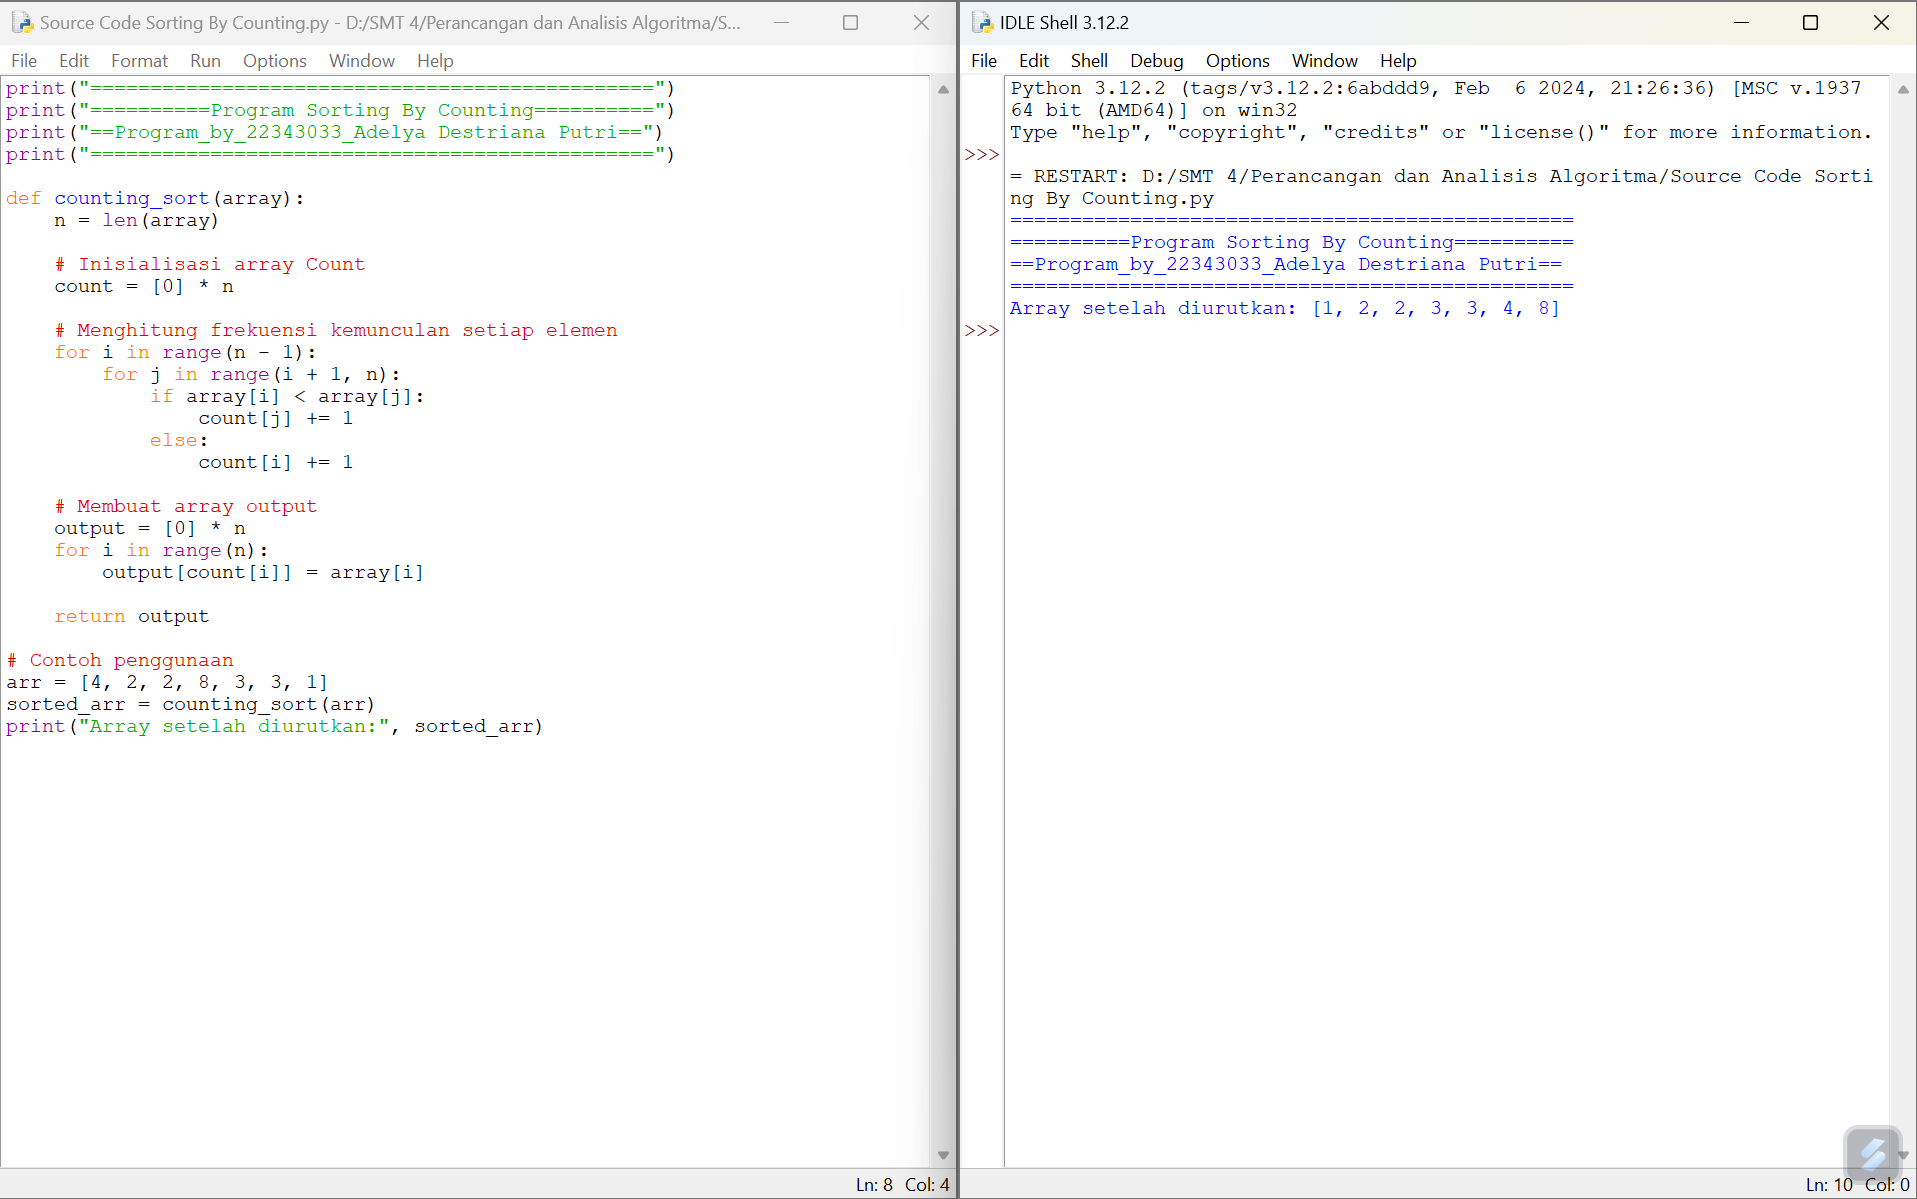 Source Code Sorting By Counting.py - D:/SMT 4/Perancangan dan Analisis Algoritma/S...
File Edit Format Run Options Window Help
print("===============================================")
print("==========Program Sorting By Counting==========")
print("==Program_by_22343033_Adelya Destriana Putri==")
print("===============================================")
def counting_sort(array):
    n = len(array)
    # Inisialisasi array Count
    count = [0] * n
    # Menghitung frekuensi kemunculan setiap elemen
    for i in range(n - 1):
        for j in range(i + 1, n):
            if array[i] < array[j]:
                count[j] += 1
            else:
                count[i] += 1
    # Membuat array output
    output = [0] * n
    for i in range(n):
        output[count[i]] = array[i]
    return output
# Contoh penggunaan
arr = [4, 2, 2, 8, 3, 3, 1]
sorted_arr = counting_sort(arr)
print("Array setelah diurutkan:", sorted_arr)
Ln: 8 Col: 4
IDLE Shell 3.12.2
File Edit Shell Debug Options Window Help
Python 3.12.2 (tags/v3.12.2:6abddd9, Feb  6 2024, 21:26:36) [MSC v.1937
64 bit (AMD64)] on win32
Type "help", "copyright", "credits" or "license()" for more information.
>>>
= RESTART: D:/SMT 4/Perancangan dan Analisis Algoritma/Source Code Sorti
ng By Counting.py
===============================================
==========Program Sorting By Counting==========
==Program_by_22343033_Adelya Destriana Putri==
===============================================
Array setelah diurutkan: [1, 2, 2, 3, 3, 4, 8]
>>>
Ln: 10 Col: 0